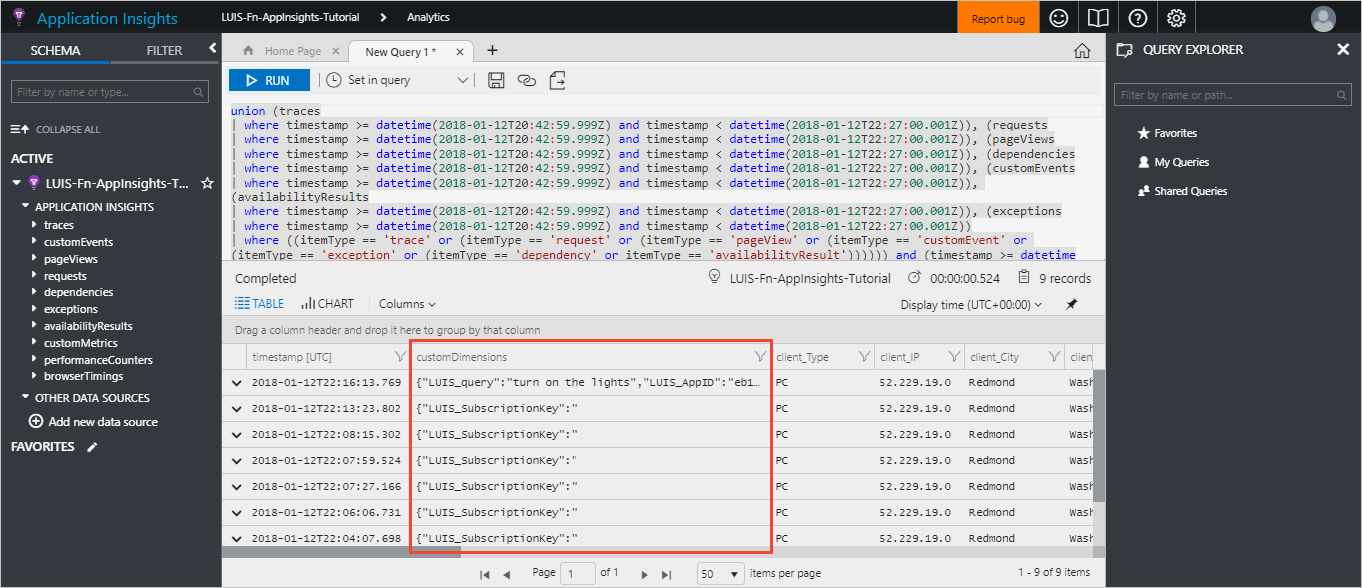 Application Insights
LUIS-Fn-AppInsights-Tutorial
Analytics
Report bug
SCHEMA
FILTER
Filter by name or type...
COLLAPSE ALL
ACTIVE
LUIS-Fn-AppInsights-T...
APPLICATION INSIGHTS
traces
customEvents
pageViews
requests
dependencies
exceptions
availabilityResults
customMetrics
performanceCounters
browserTimings
OTHER DATA SOURCES
Add new data source
FAVORITES
Home Page
New Query 1 *
RUN
Set in query
union (traces
| where timestamp >= datetime(2018-01-12T20:42:59.999Z) and timestamp < datetime(2018-01-12T22:27:00.001Z)), (requests
| where timestamp >= datetime(2018-01-12T20:42:59.999Z) and timestamp < datetime(2018-01-12T22:27:00.001Z)), (pageViews
| where timestamp >= datetime(2018-01-12T20:42:59.999Z) and timestamp < datetime(2018-01-12T22:27:00.001Z)), (dependencies
| where timestamp >= datetime(2018-01-12T20:42:59.999Z) and timestamp < datetime(2018-01-12T22:27:00.001Z)), (customEvents
| where timestamp >= datetime(2018-01-12T20:42:59.999Z) and timestamp < datetime(2018-01-12T22:27:00.001Z)),
(availabilityResults
| where timestamp >= datetime(2018-01-12T20:42:59.999Z) and timestamp < datetime(2018-01-12T22:27:00.001Z)), (exceptions
| where timestamp >= datetime(2018-01-12T20:42:59.999Z) and timestamp < datetime(2018-01-12T22:27:00.001Z))
| where ((itemType == 'trace' or (itemType == 'request' or (itemType == 'pageView' or (itemType == 'customEvent' or
(itemType == 'exception' or (itemType == 'dependency' or itemType == 'availabilityResult')))))) and (timestamp >= datetime
Completed
LUIS-Fn-AppInsights-Tutorial
00:00:00.524
9 records
TABLE
CHART
Columns
Display time (UTC+00:00)
Drag a column header and drop it here to group by that column
timestamp [UTC] customDimensions client_Type client_IP client_City clien
2018-01-12T22:16:13.769 {"LUIS_query":"turn on the lights","LUIS_AppID":"eb1... PC 52.229.19.0 Redmond Wash
2018-01-12T22:13:23.802 {"LUIS_SubscriptionKey":" PC 52.229.19.0 Redmond Wash
2018-01-12T22:08:15.302 {"LUIS_SubscriptionKey":" PC 52.229.19.0 Redmond Wash
2018-01-12T22:07:59.524 {"LUIS_SubscriptionKey":" PC 52.229.19.0 Redmond Wash
2018-01-12T22:07:27.166 {"LUIS_SubscriptionKey":" PC 52.229.19.0 Redmond Wash
2018-01-12T22:06:06.731 {"LUIS_SubscriptionKey":" PC 52.229.19.0 Redmond Wash
2018-01-12T22:04:07.698 {"LUIS_SubscriptionKey":" PC 52.229.19.0 Redmond Wash
Page 1 of 1
50 items per page
1 - 9 of 9 items
QUERY EXPLORER
Filter by name or path...
Favorites
My Queries
Shared Queries